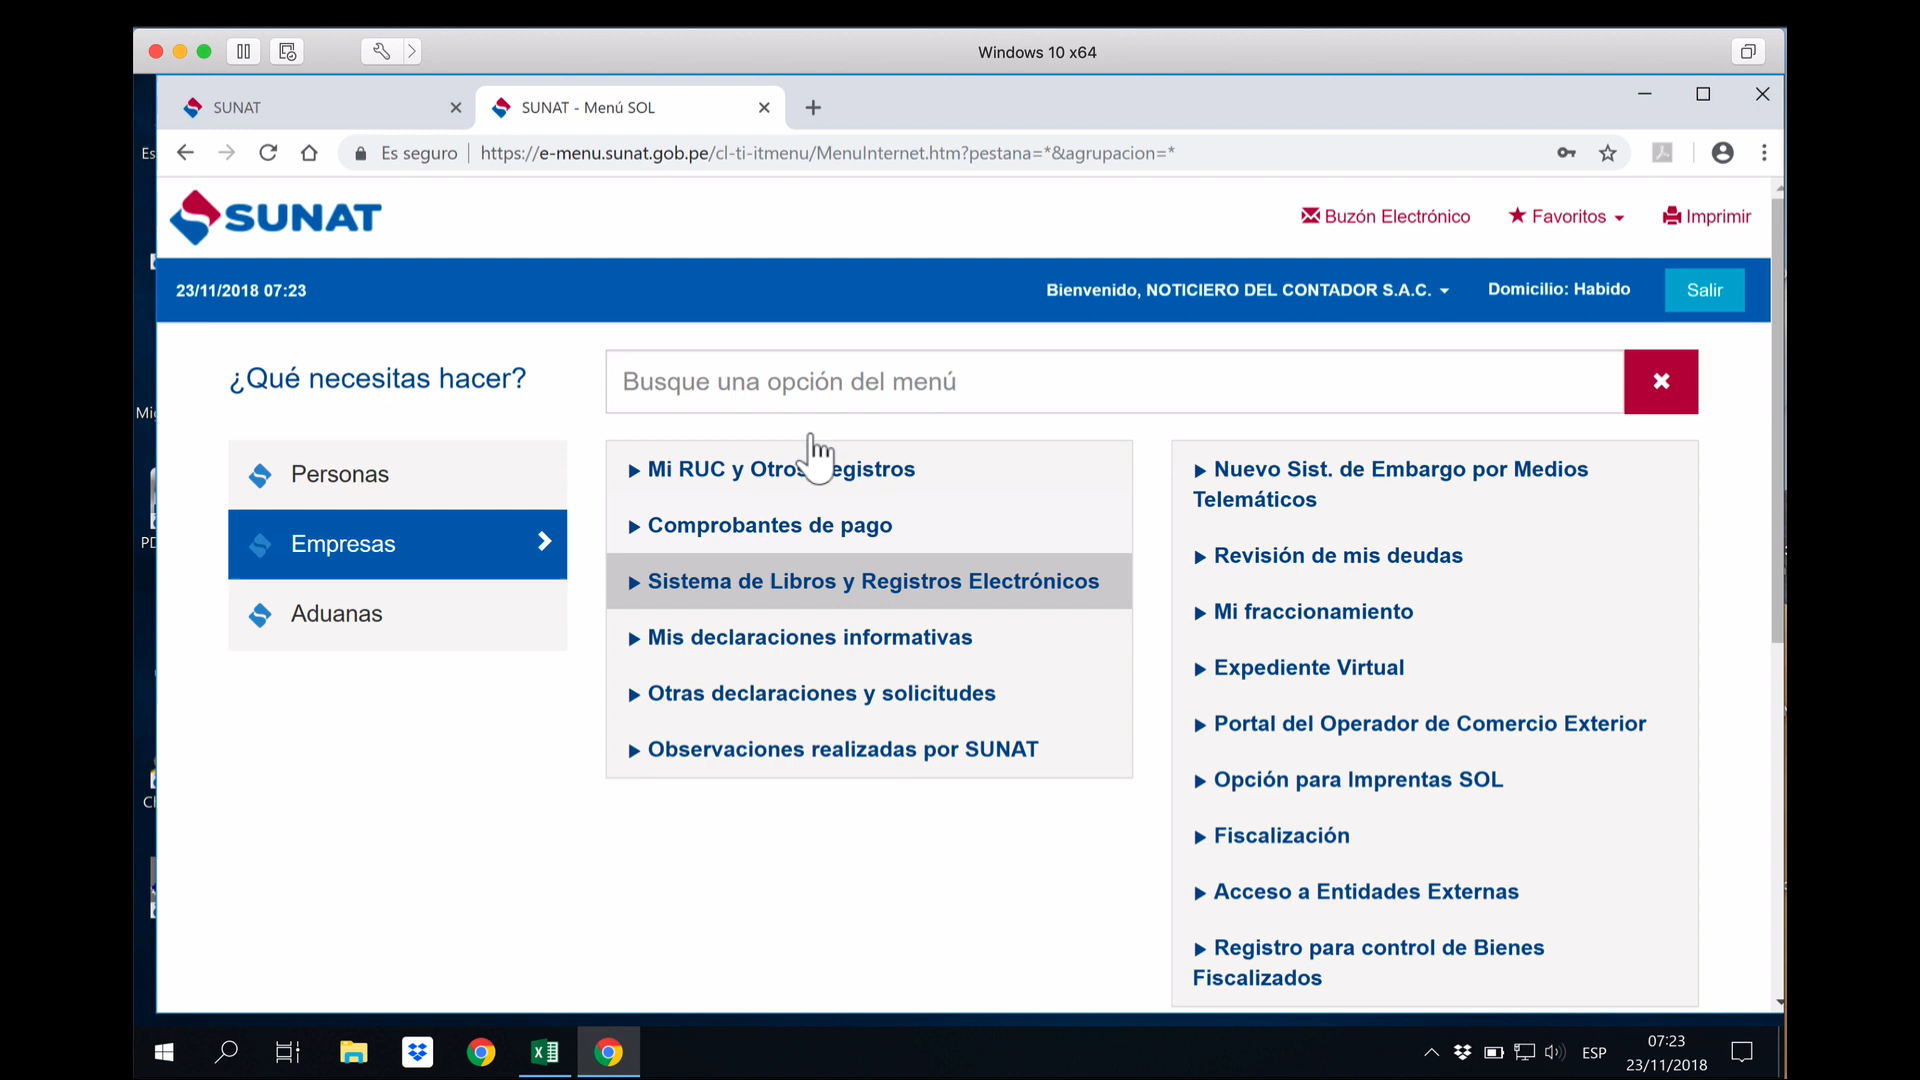 Windows 10 x64
SUNAT
SUNAT - Menú SOL
Es seguro
https://e-menu.sunat.gob.pe/cl-ti-itmenu/MenuInternet.htm?pestana=*&agrupacion=*
SUNAT
Buzón Electrónico
Favoritos
Imprimir
23/11/2018 07:23
Bienvenido, NOTICIERO DEL CONTADOR S.A.C.
Domicilio: Habido
Salir
¿Qué necesitas hacer?
Busque una opción del menú
Personas
Empresas
Aduanas
Mi RUC y Otros Registros
Comprobantes de pago
Sistema de Libros y Registros Electrónicos
Mis declaraciones informativas
Otras declaraciones y solicitudes
Observaciones realizadas por SUNAT
Nuevo Sist. de Embargo por Medios
Telemáticos
Revisión de mis deudas
Mi fraccionamiento
Expediente Virtual
Portal del Operador de Comercio Exterior
Opción para Imprentas SOL
Fiscalización
Acceso a Entidades Externas
Registro para control de Bienes
Fiscalizados
ESP
07:23
23/11/2018